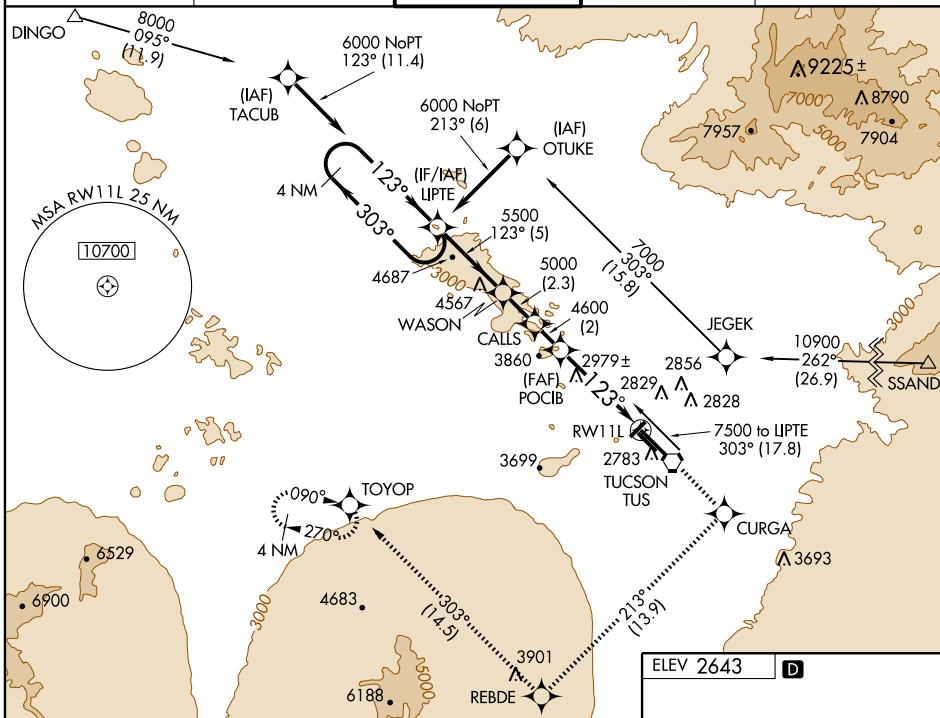 DINGO
8000
095°
(11.9)
(IAF)
TACUB
6000 NoPT
123° (11.4)
6000 NoPT
213° (6)
(IAF)
OTUKE
9225±
7000
8790
7957
7904
5000
4 NM
123°
303°
(IF/IAF)
LIPTE
MSA RW11L 25 NM
10700
5500
123° (5)
4687
3000
4567
WASON
5000
(2.3)
CALLS
4600
(2)
3860
(FAF)
POCIB
2979±
123°
7000
303°
(15.8)
JEGEK
3000
10900
262°
(26.9)
SSAND
2856
2829
2828
RW11L
7500 to LIPTE
303° (17.8)
2783
TUCSON
TUS
3699
090°
TOYOP
270°
4 NM
CURGA
3693
6529
6900
3000
4683
303°
(14.5)
213°
(13.9)
3901
REBDE
5000
6188
ELEV 2643
D